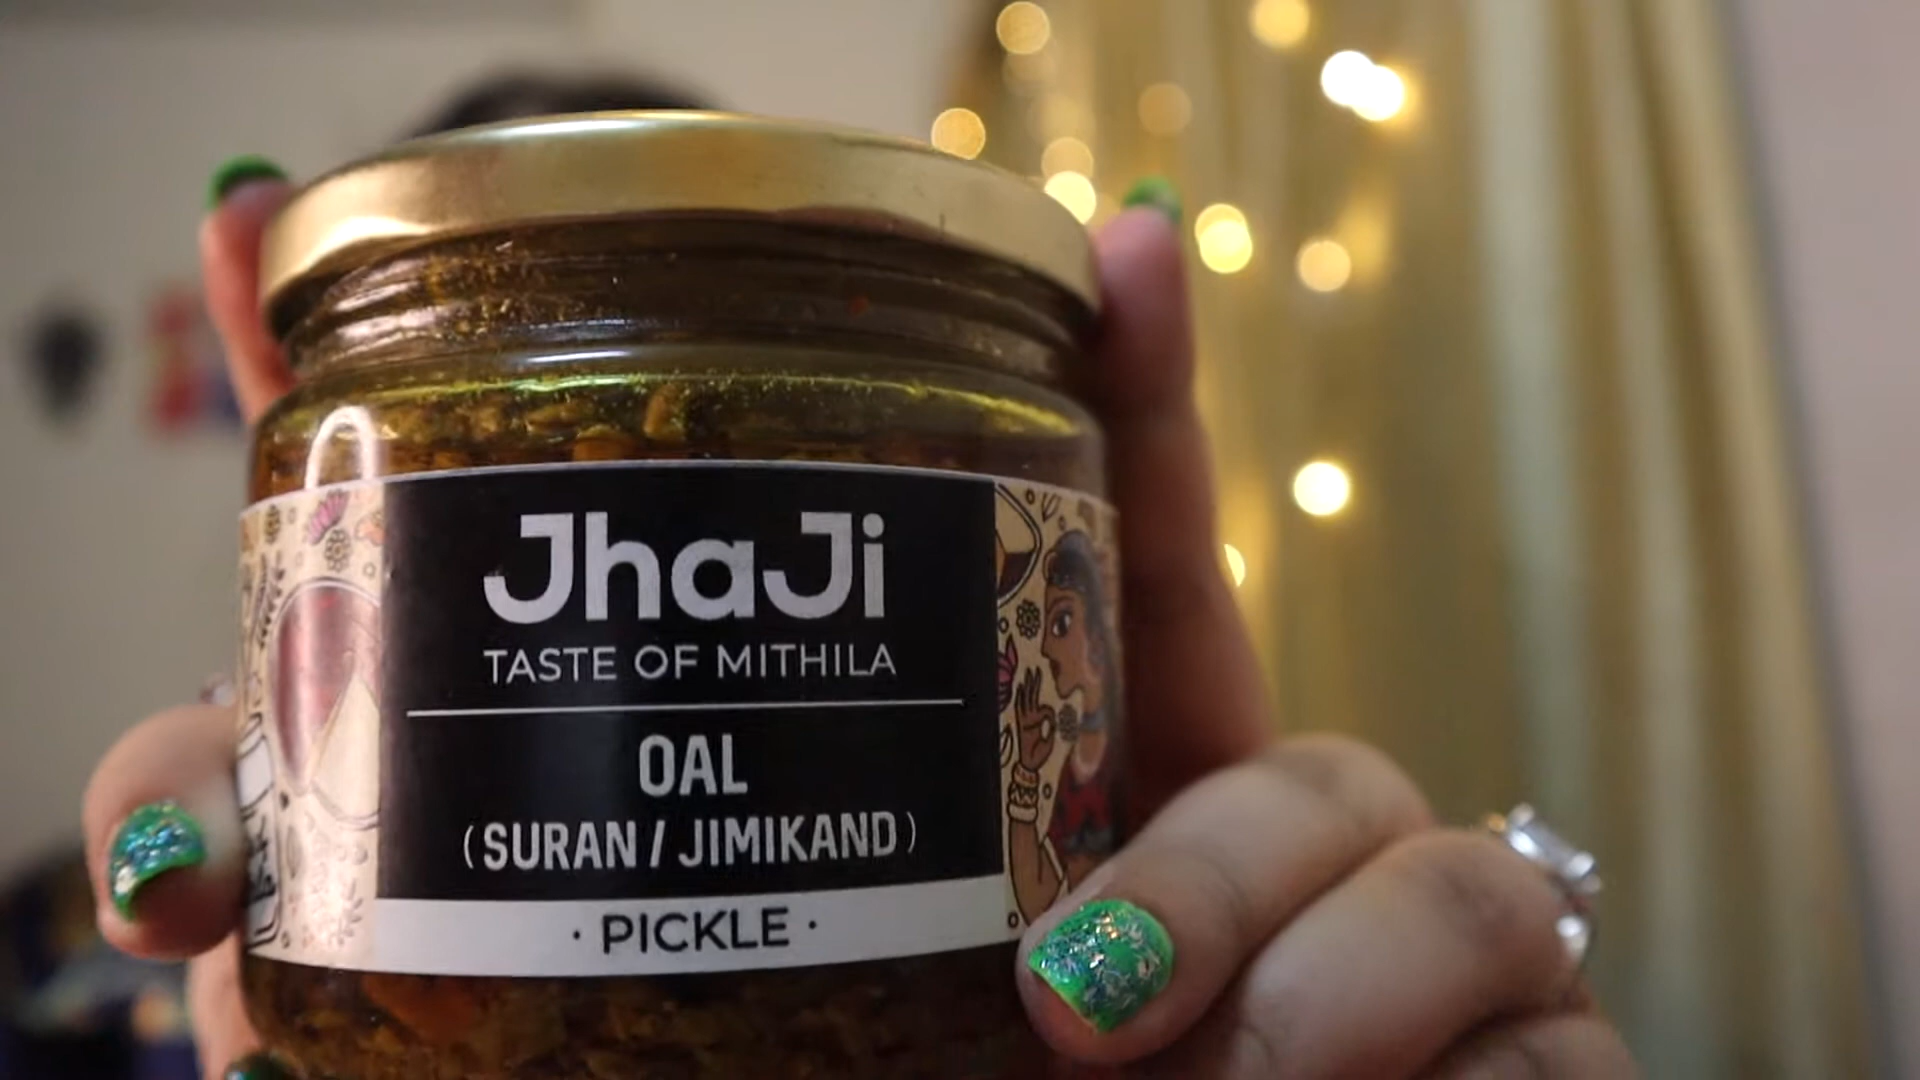 JhaJi
TASTE OF MITHILA
OAL
(SURAN / JIMIKAND)
· PICKLE ·